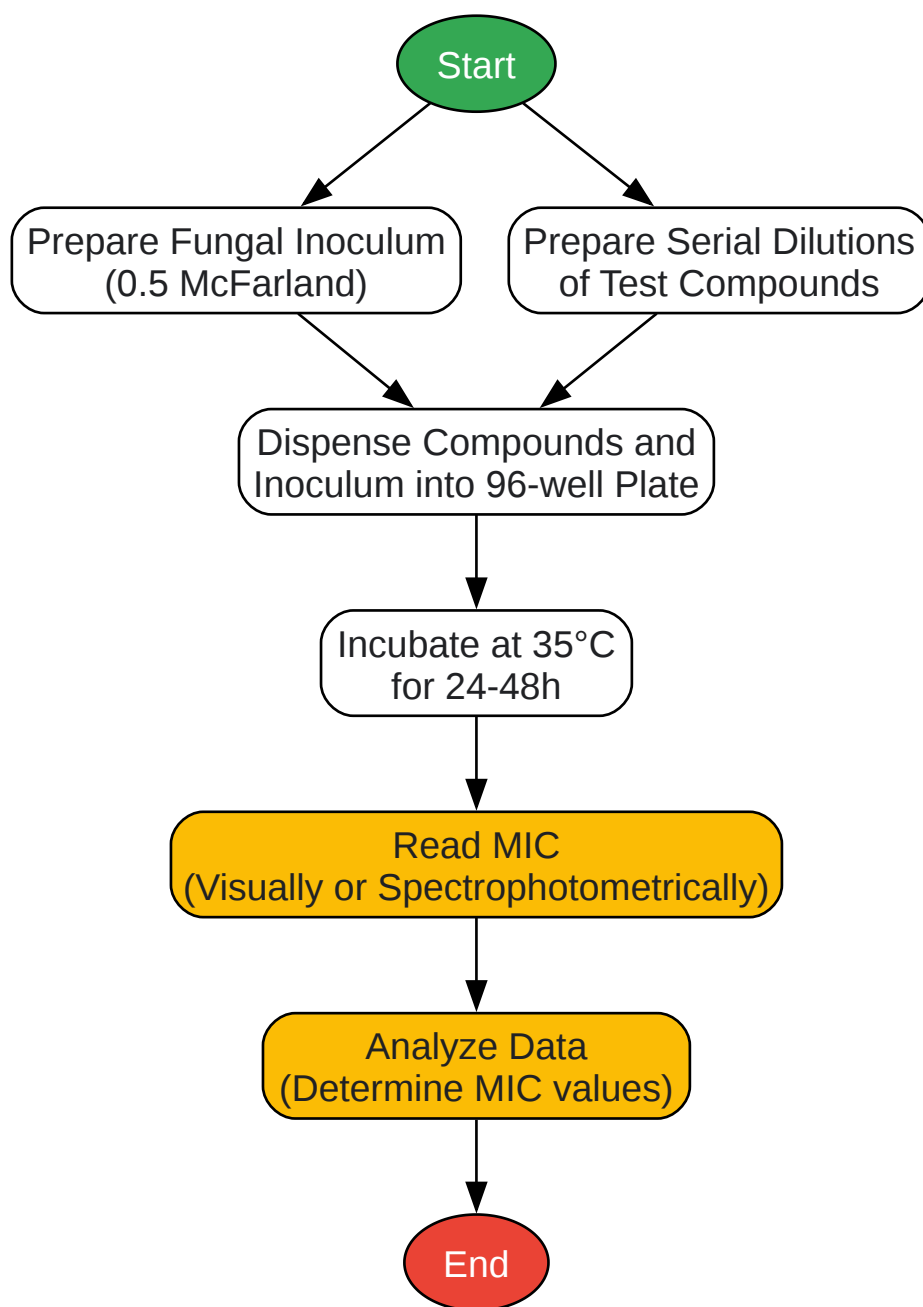 Start
Prepare Fungal Inoculum
(0.5 McFarland)
Prepare Serial Dilutions
of Test Compounds
Dispense Compounds and
Inoculum into 96-well Plate
Incubate at 35°C
for 24-48h
Read MIC
(Visually or Spectrophotometrically)
Analyze Data
(Determine MIC values)
End